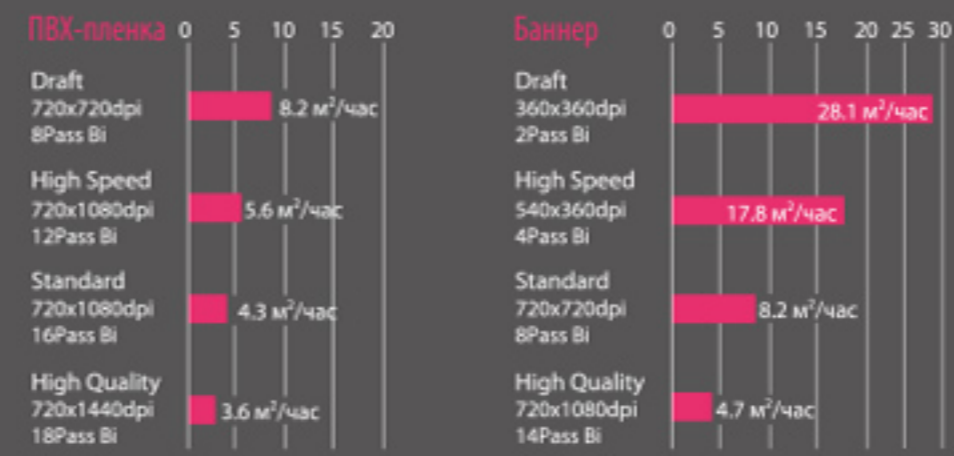 ПВХ-пленка 0 5 10 15 20
Draft
720x720dpi 8.2 м²/час
8Pass Bi
High Speed
720x1080dpi 5.6 м²/час
12Pass Bi
Standard
720x1080dpi 4.3 м²/час
16Pass Bi
High Quality
720x1440dpi 3.6 м²/час
18Pass Bi
Баннер 0 5 10 15 20 25 30
Draft
360x360dpi 28.1 м²/час
2Pass Bi
High Speed
540x360dpi 17.8 м²/час
4Pass Bi
Standard
720x720dpi 8.2 м²/час
8Pass Bi
High Quality
720x1080dpi 4.7 м²/час
14Pass Bi